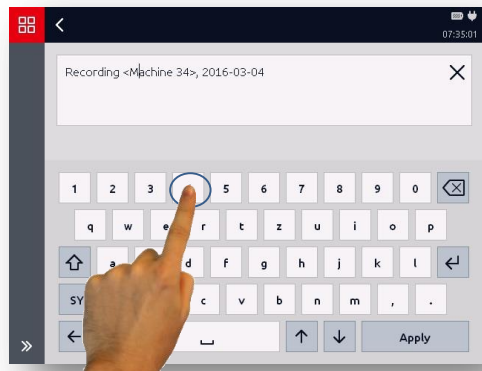 07:35:01
Recording <Machine 34>, 2016-03-04
1 2 3 5 6 7 8 9 0
q w e r t z u i o p
a d f g h j k l
SY c v b n m , .
Apply